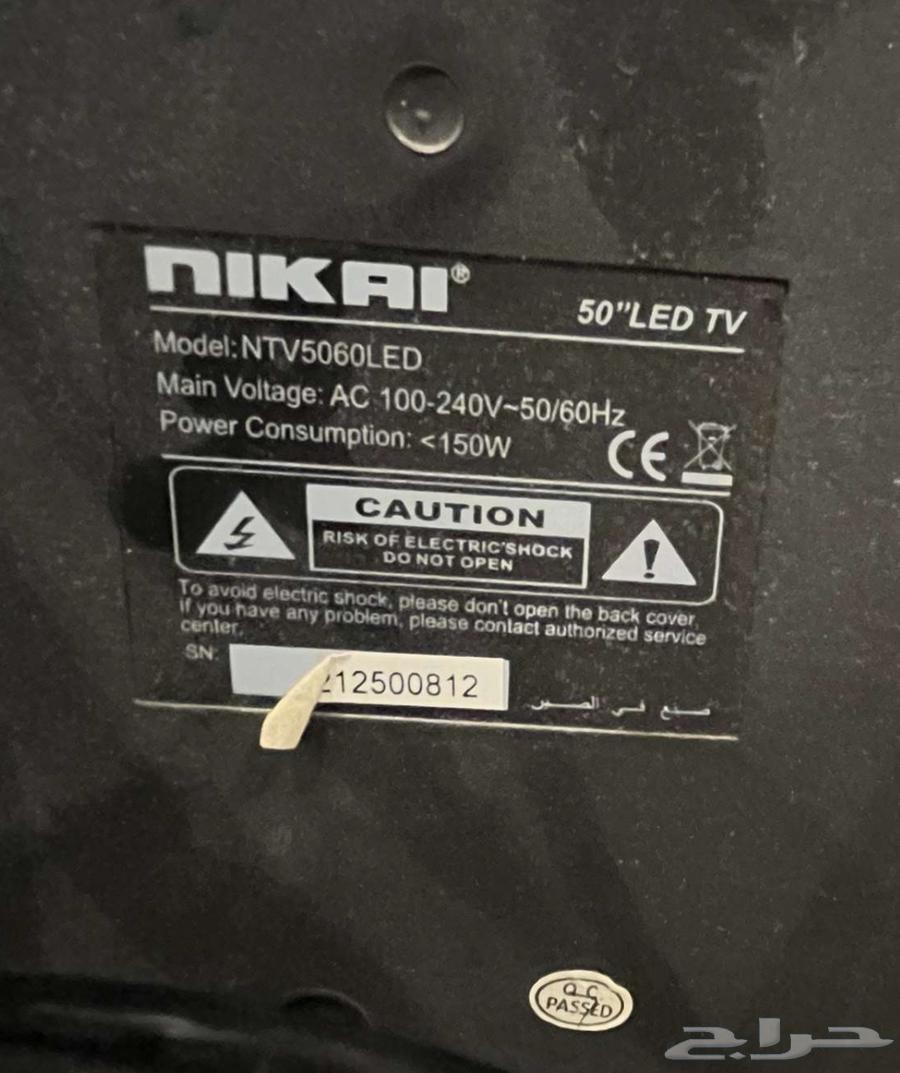 NIKAI®
50"LED TV
Model:NTV5060LED
Main Voltage: AC 100-240V~50/60Hz
Power Consumption: <150W
CE
CAUTION
RISK OF ELECTRIC'SHOCK
DO NOT OPEN
To avoid electric shock, please don't open the back cover,
if you have any problem, please contact authorized service
center.
SN:
212500812
صنع في الصين
Q.C.
PASSED
حراج